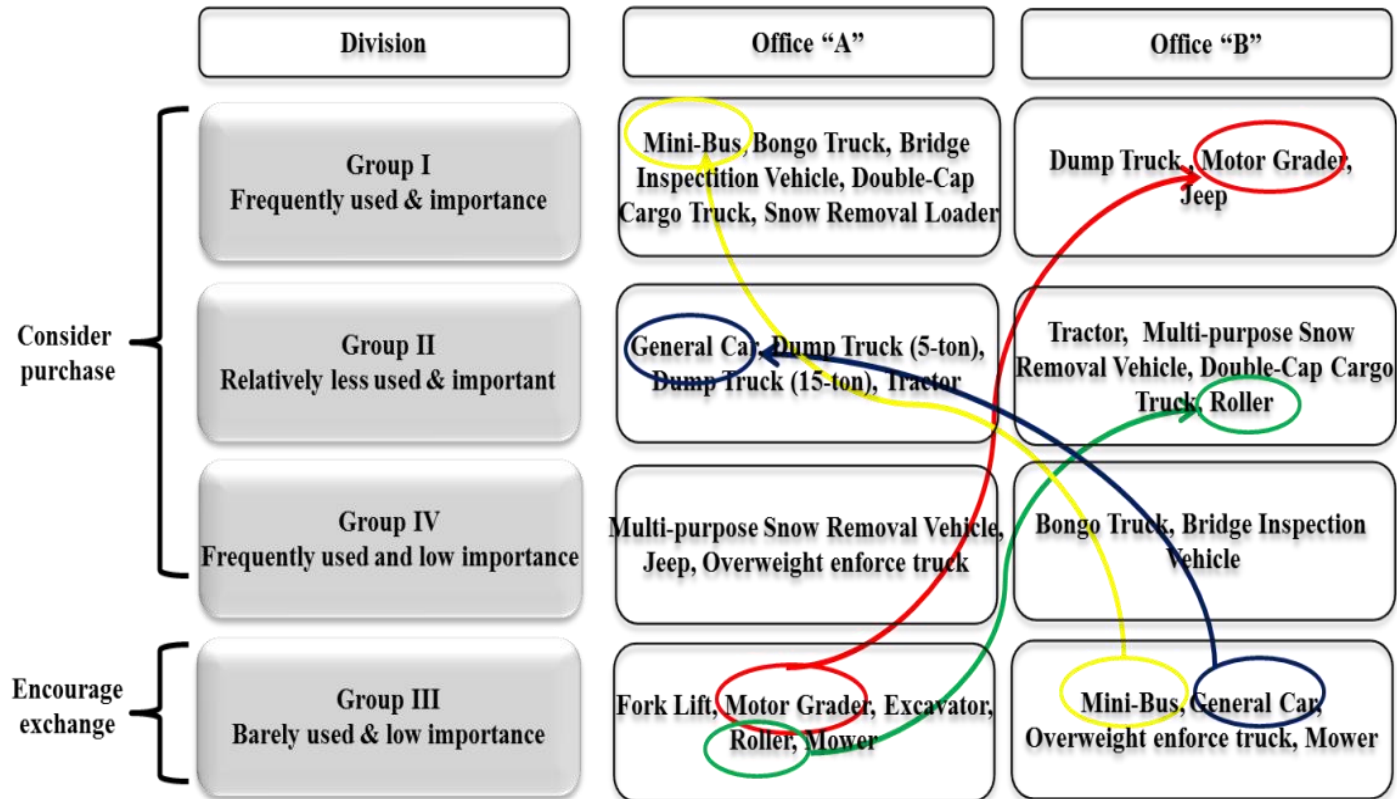 Division
Office “A”
Office “B”
Consider
purchase
Group I
Frequently used & importance
Mini-Bus, Bongo Truck, Bridge
Inspectition Vehicle, Double-Cap
Cargo Truck, Snow Removal Loader
Dump Truck , Motor Grader,
Jeep
Group II
Relatively less used & important
General Car, Dump Truck (5-ton),
Dump Truck (15-ton), Tractor
Tractor, Multi-purpose Snow
Removal Vehicle, Double-Cap Cargo
Truck, Roller
Group IV
Frequently used and low importance
Multi-purpose Snow Removal Vehicle,
Jeep, Overweight enforce truck
Bongo Truck, Bridge Inspection
Vehicle
Encourage
exchange
Group III
Barely used & low importance
Fork Lift, Motor Grader, Excavator,
Roller, Mower
Mini-Bus, General Car,
Overweight enforce truck, Mower